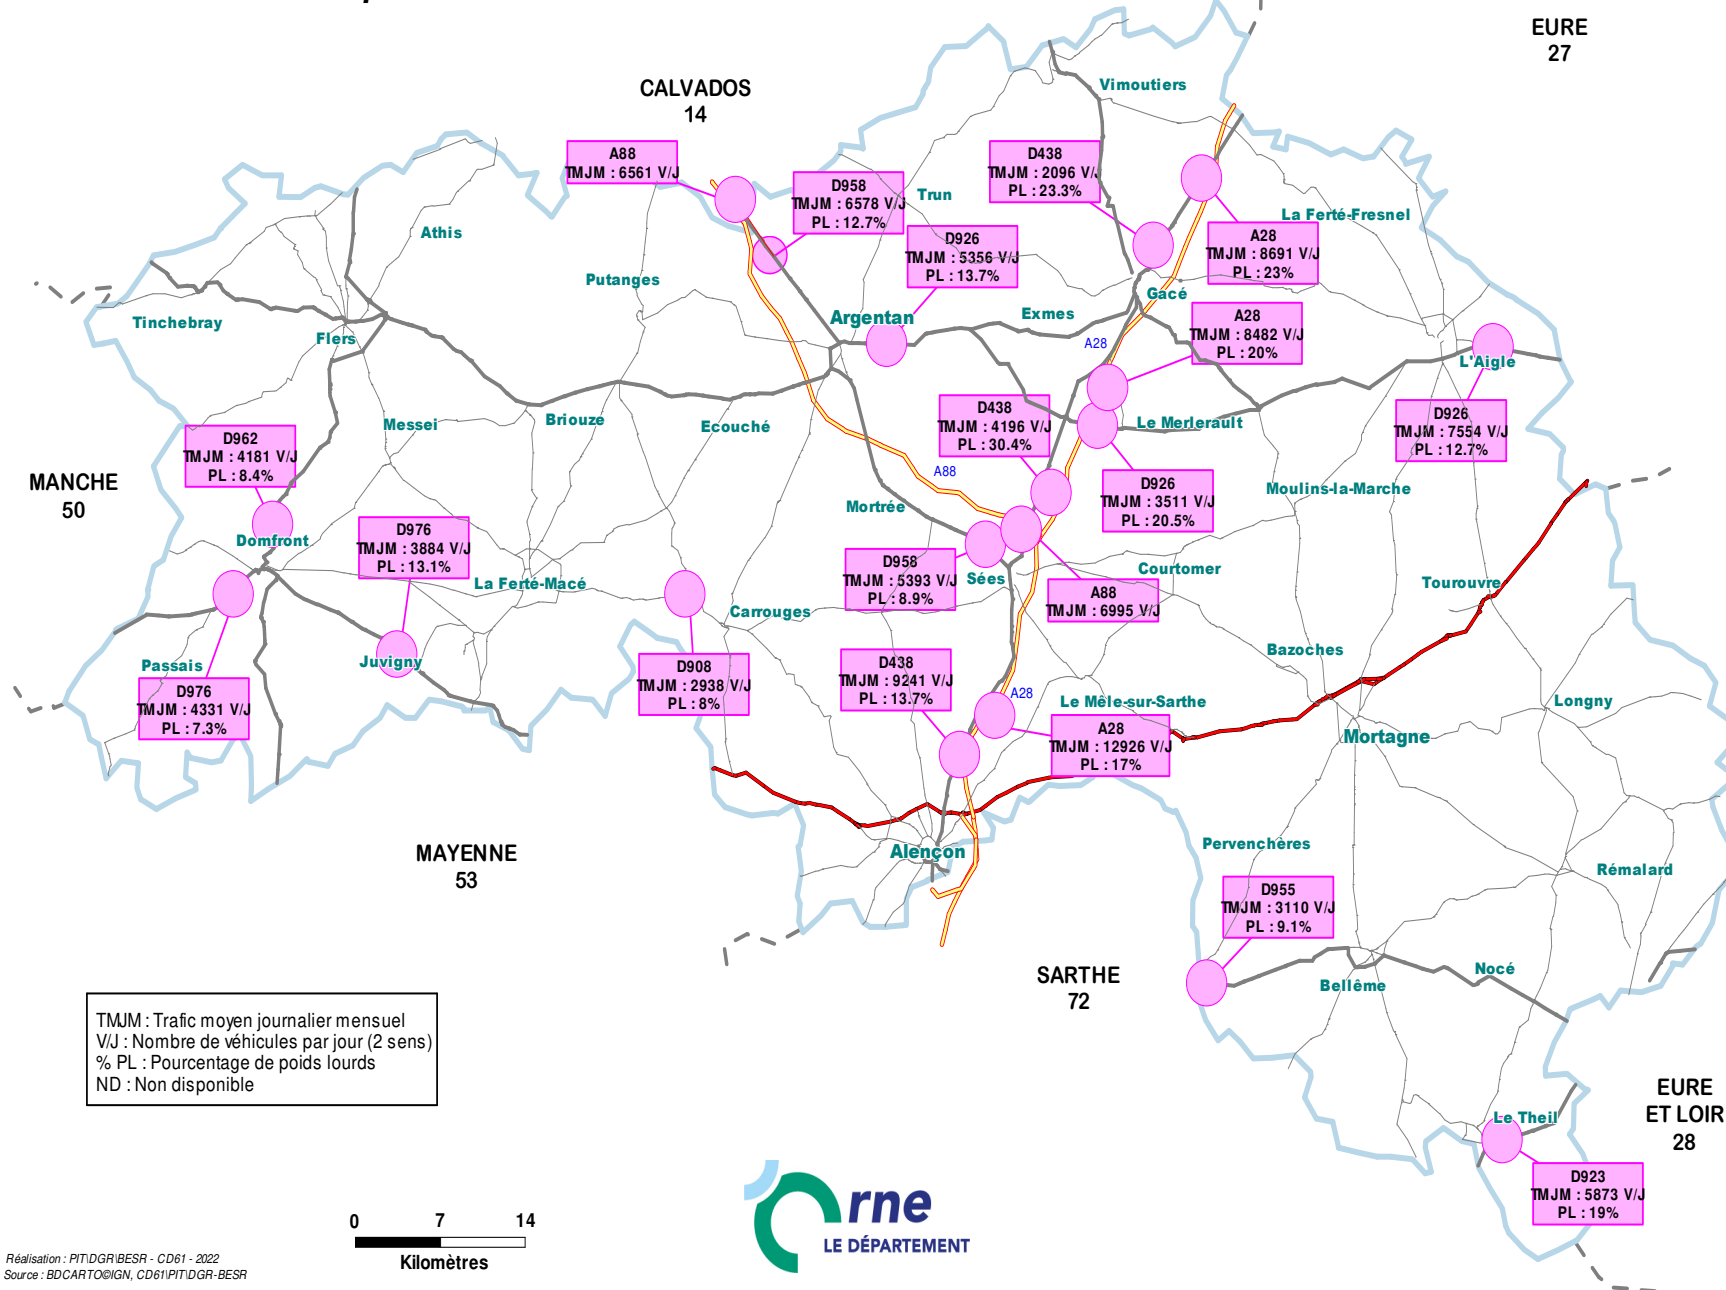 EURE
27
CALVADOS
14
Vimoutiers
A88
TMJM : 6561 V/J
D438
TMJM : 2096 V/J
PL : 23.3%
D958
TMJM : 6578 V/J
PL : 12.7%
Trun
La Ferté-Fresnel
Athis
D926
TMJM : 5356 V/J
PL : 13.7%
A28
TMJM : 8691 V/J
PL : 23%
Putanges
Gacé
Tinchebray
Flers
Argentan
Exmes
A28
A28
TMJM : 8482 V/J
PL : 20%
L'Aigle
D926
TMJM : 7554 V/J
PL : 12.7%
Messei
Briouze
Ecouché
D438
TMJM : 4196 V/J
PL : 30.4%
Le Merlerault
D962
TMJM : 4181 V/J
PL : 8.4%
MANCHE
50
A88
D926
TMJM : 3511 V/J
PL : 20.5%
Moulins-la-Marche
Mortrée
Domfront
D976
TMJM : 3884 V/J
PL : 13.1%
La Ferté-Macé
D958
TMJM : 5393 V/J
PL : 8.9%
Sées
A88
TMJM : 6995 V/J
Courtomer
Tourouvre
Carrouges
Passais
Juvigny
Bazoches
D976
TMJM : 4331 V/J
PL : 7.3%
D908
TMJM : 2938 V/J
PL : 8%
D438
TMJM : 9241 V/J
PL : 13.7%
A28
Le Mêle-sur-Sarthe
Longny
A28
TMJM : 12926 V/J
PL : 17%
Mortagne
MAYENNE
53
Alençon
Pervenchères
Rémalard
D955
TMJM : 3110 V/J
PL : 9.1%
SARTHE
72
Bellême
Nocé
TMJM : Trafic moyen journalier mensuel
V/J : Nombre de véhicules par jour (2 sens)
% PL : Pourcentage de poids lourds
ND : Non disponible
EURE
ET LOIR
28
Le Theil
D923
TMJM : 5873 V/J
PL : 19%
0 7 14
Kilomètres
Orne
LE DÉPARTEMENT
Réalisation : PIT\DGR\BESR - CD61 - 2022
Source : BDCARTO©IGN, CD61\PIT\DGR-BESR